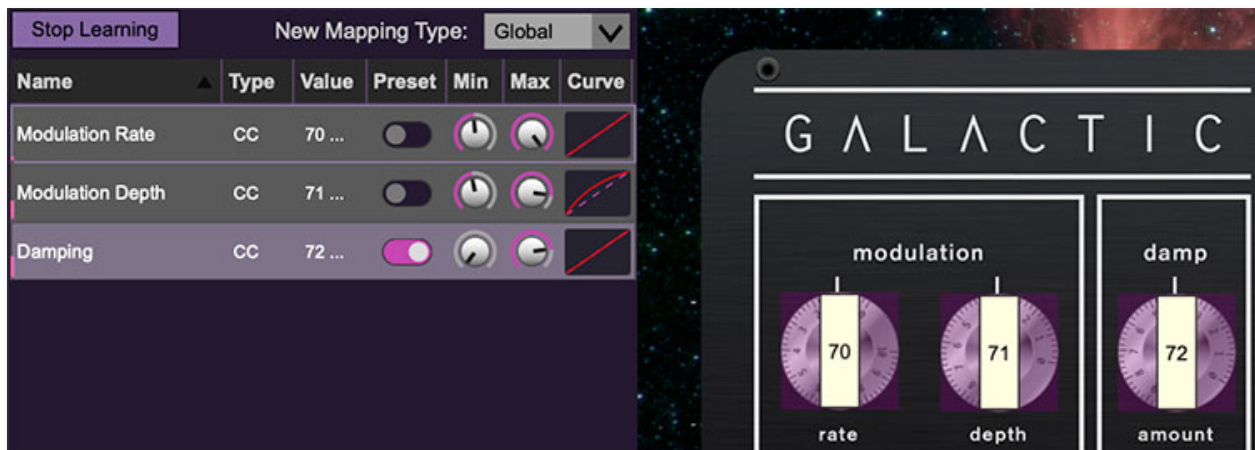 Stop Learning
New Mapping Type: Global
Name Type Value Preset Min Max Curve
Modulation Rate CC 70 ...
Modulation Depth CC 71 ...
Damping CC 72 ...
GALACTIC
modulation
damp
70
71
72
rate
depth
amount